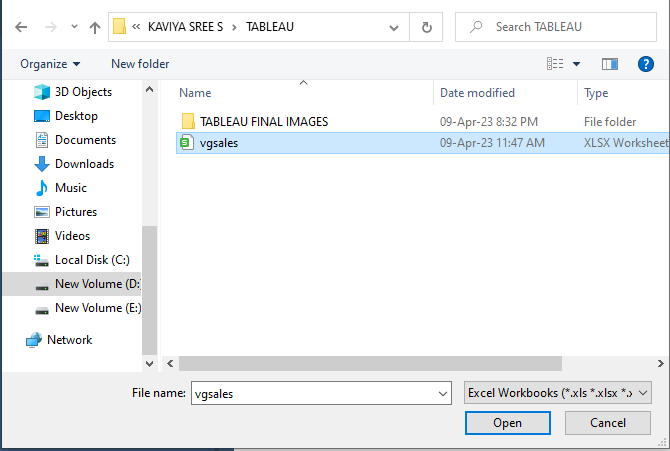 « KAVIYA SREE S > TABLEAU
Search TABLEAU
Organize
New folder
?
3D Objects
Desktop
Documents
Downloads
Music
Pictures
Videos
Local Disk (C:)
New Volume (D:
New Volume (E:)
Network
Name Date modified Type
TABLEAU FINAL IMAGES 09-Apr-23 8:32 PM File folder
vgsales 09-Apr-23 11:47 AM XLSX Worksheet
File name: vgsales
Excel Workbooks (*.xls *.xlsx *.x
Open
Cancel